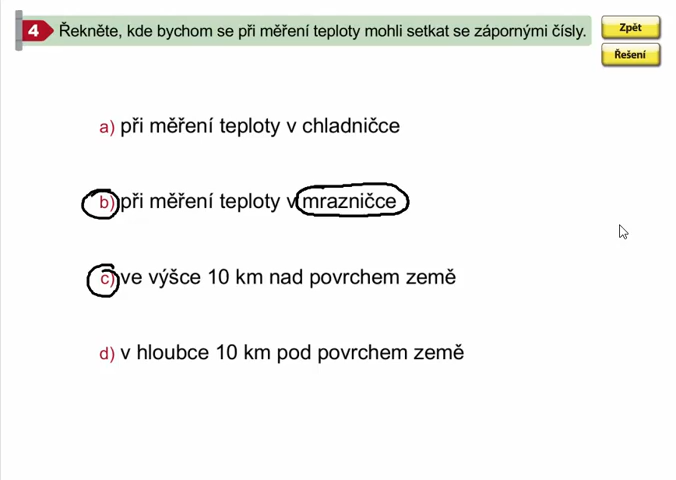 4 Řekněte, kde bychom se při měření teploty mohli setkat se zápornými čísly.
Zpět
Řešení
a) při měření teploty v chladničce
b) při měření teploty v mrazničce
c) ve výšce 10 km nad povrchem země
d) v hloubce 10 km pod povrchem země